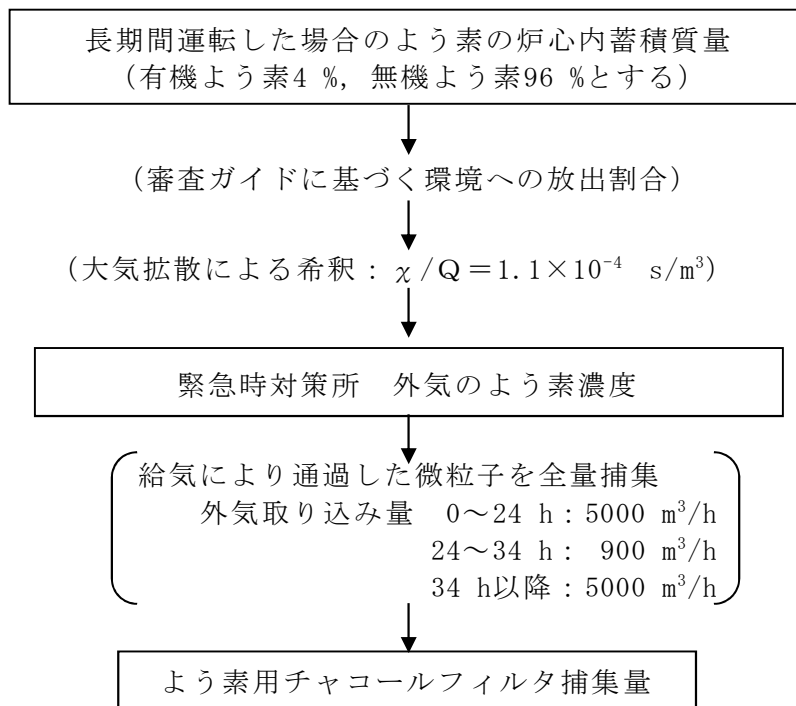 長期間運転した場合のよう素の炉心内蓄積質量
(有機よう素4 %, 無機よう素96 %とする)
(審査ガイドに基づく環境への放出割合)
(大気拡散による希釈:χ/Q=1.1×10⁻⁴ s/m³)
緊急時対策所 外気のよう素濃度
給気により通過した微粒子を全量捕集
外気取り込み量 0~24 h:5000 m³/h
24~34 h: 900 m³/h
34 h以降:5000 m³/h
よう素用チャコールフィルタ捕集量